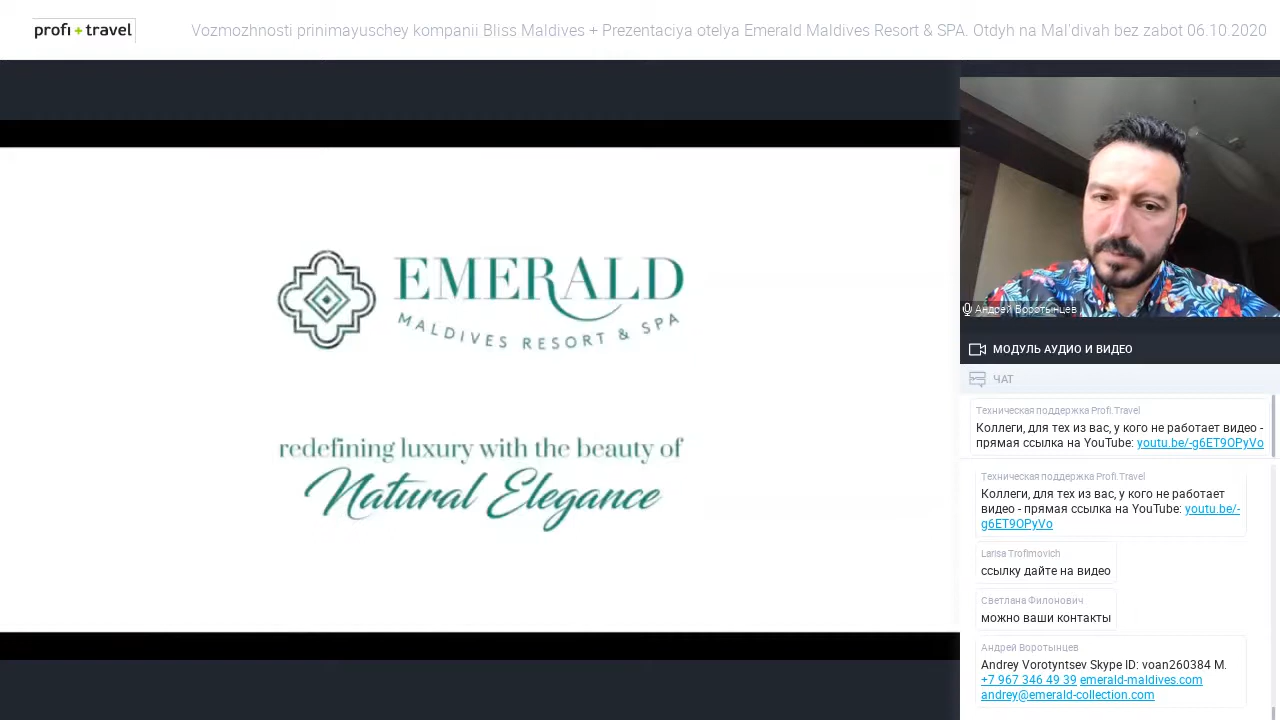 profi + travel
Vozmozhnosti prinimayuschey kompanii Bliss Maldives + Prezentaciya otelya Emerald Maldives Resort & SPA. Otdyh na Mal'divah bez zabot 06.10.2020
EMERALD
MALDIVES RESORT & SPA
redefining luxury with the beauty of
Natural Elegance
Андрей Воротынцев
МОДУЛЬ АУДИО И ВИДЕО
ЧАТ
Техническая поддержка Profi.Travel
Коллеги, для тех из вас, у кого не работает видео -
прямая ссылка на YouTube: youtu.be/-g6ET9OPyVo
Техническая поддержка Profi.Travel
Коллеги, для тех из вас, у кого не работает
видео - прямая ссылка на YouTube: youtu.be/-
g6ET9OPyVo
Larisa Trofimovich
ссылку дайте на видео
Светлана Филонович
можно ваши контакты
Андрей Воротынцев
Andrey Vorotyntsev Skype ID: voan260384 M.
+7 967 346 49 39 emerald-maldives.com
andrey@emerald-collection.com